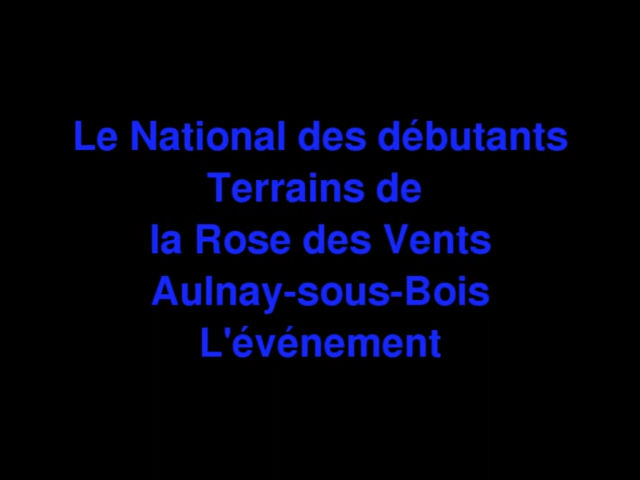 Le National des débutants
Terrains de
la Rose des Vents
Aulnay-sous-Bois
L'événement